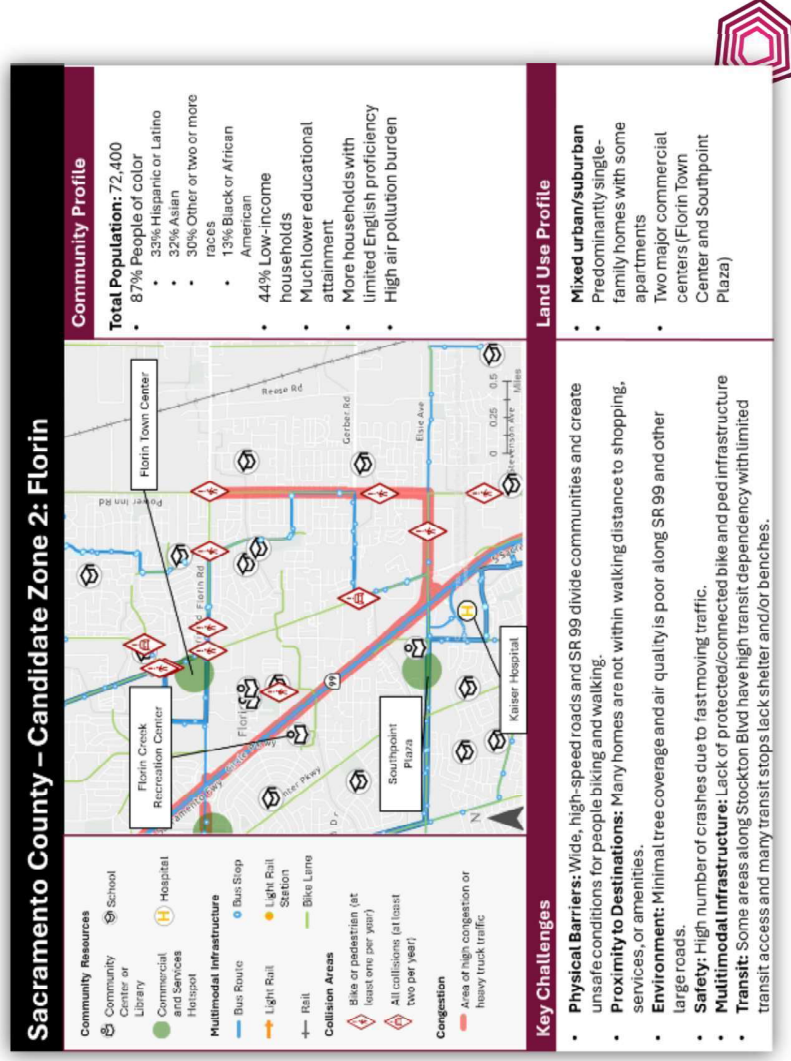 Sacramento County – Candidate Zone 2: Florin
Community Resources
Community Center or Library
School
Commercial and Services Hotspot
Hospital
Multimodal Infrastructure
Bus Route
Bus Stop
Light Rail
Light Rail Station
Rail
Bike Lane
Collision Areas
Bike or pedestrian (at least one per year)
All collisions (at least two per year)
Congestion
Area of high congestion or heavy truck traffic
Florin Creek Recreation Center
Florin Town Center
Southpoint Plaza
Kaiser Hospital
Power Inn Rd
Florin Rd
Reese Rd
Gerber Rd
Elsie Ave
Stevenson Ave
99
H
N
0 0.25 0.5
Miles
Community Profile
Total Population: 72,400
• 87% People of color
• 33% Hispanic or Latino
• 32% Asian
• 30% Other or two or more
races
• 13% Black or African
American
• 44% Low-income
households
• Much lower educational
attainment
• More households with
limited English proficiency
• High air pollution burden
Key Challenges
• Physical Barriers: Wide, high-speed roads and SR 99 divide communities and create
unsafe conditions for people biking and walking.
• Proximity to Destinations: Many homes are not within walking distance to shopping,
services, or amenities.
• Environment: Minimal tree coverage and air quality is poor along SR 99 and other
large roads.
• Safety: High number of crashes due to fast moving traffic.
• Multimodal Infrastructure: Lack of protected/connected bike and ped infrastructure
• Transit: Some areas along Stockton Blvd have high transit dependency with limited
transit access and many transit stops lack shelter and/or benches.
Land Use Profile
• Mixed urban/suburban
• Predominantly single-
family homes with some
apartments
• Two major commercial
centers (Florin Town
Center and Southpoint
Plaza)